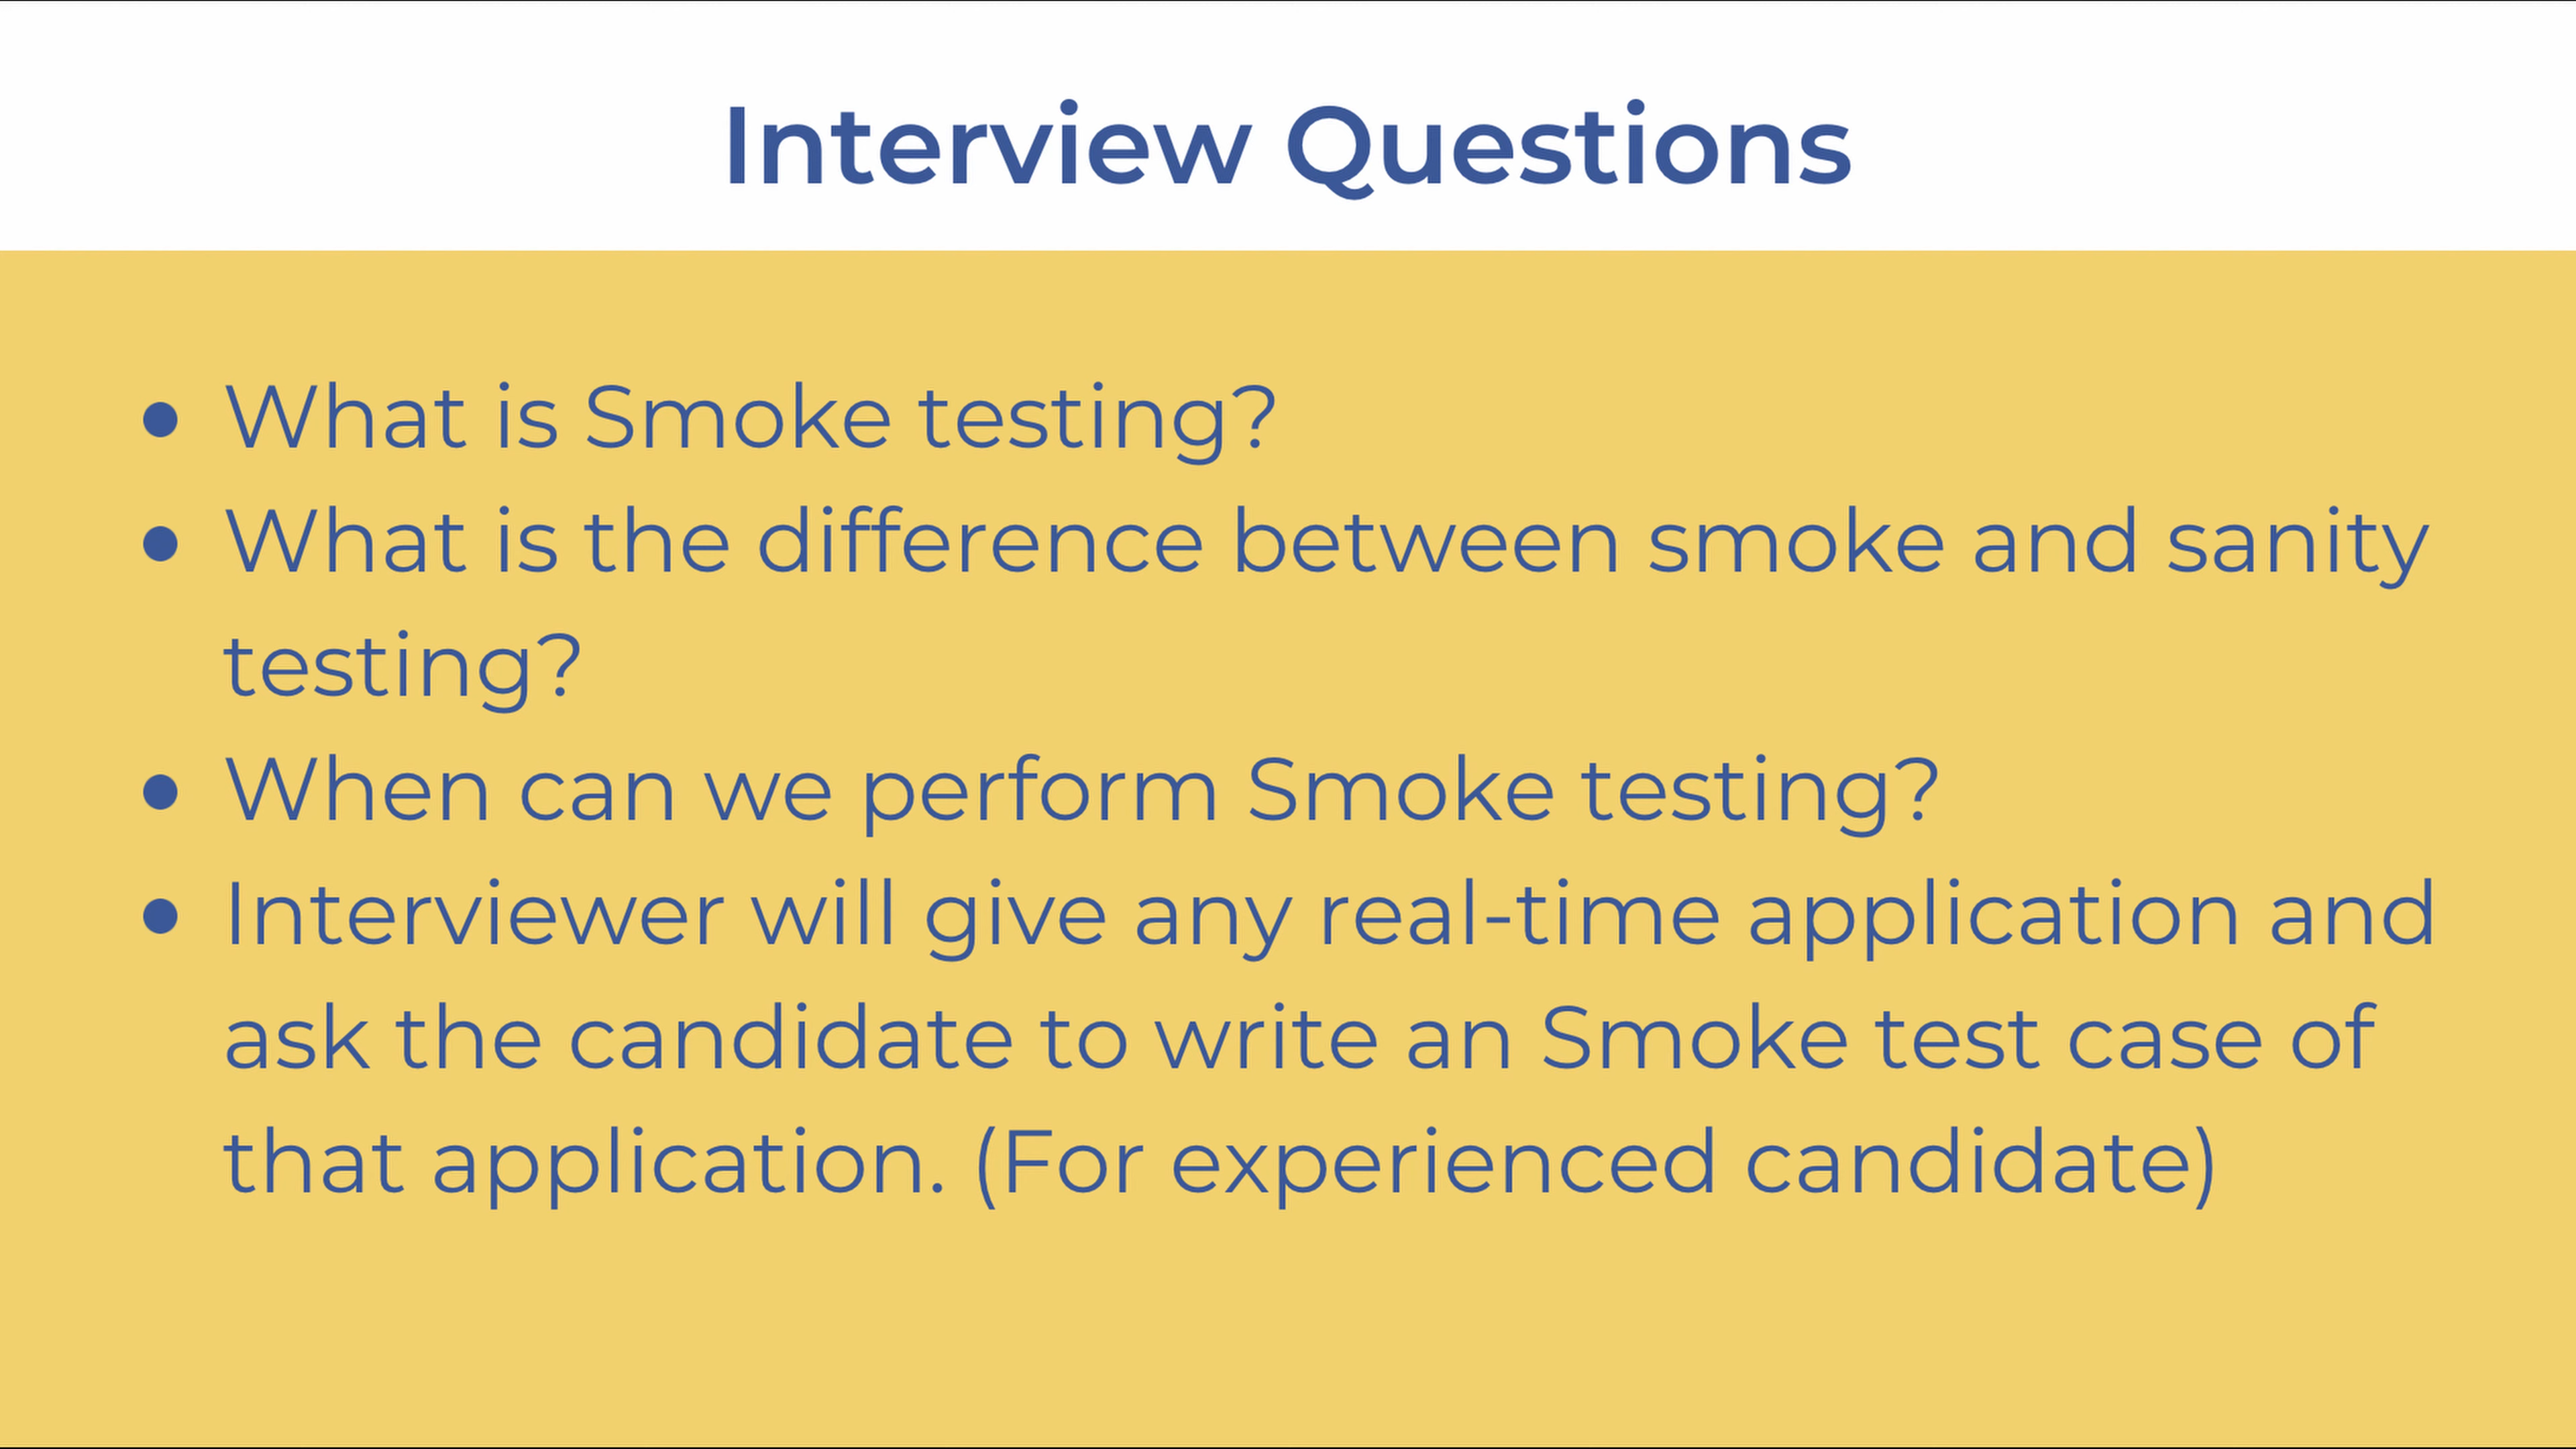 Interview Questions
• What is Smoke testing?
• What is the difference between smoke and sanity
testing?
• When can we perform Smoke testing?
• Interviewer will give any real-time application and
ask the candidate to write an Smoke test case of
that application. (For experienced candidate)